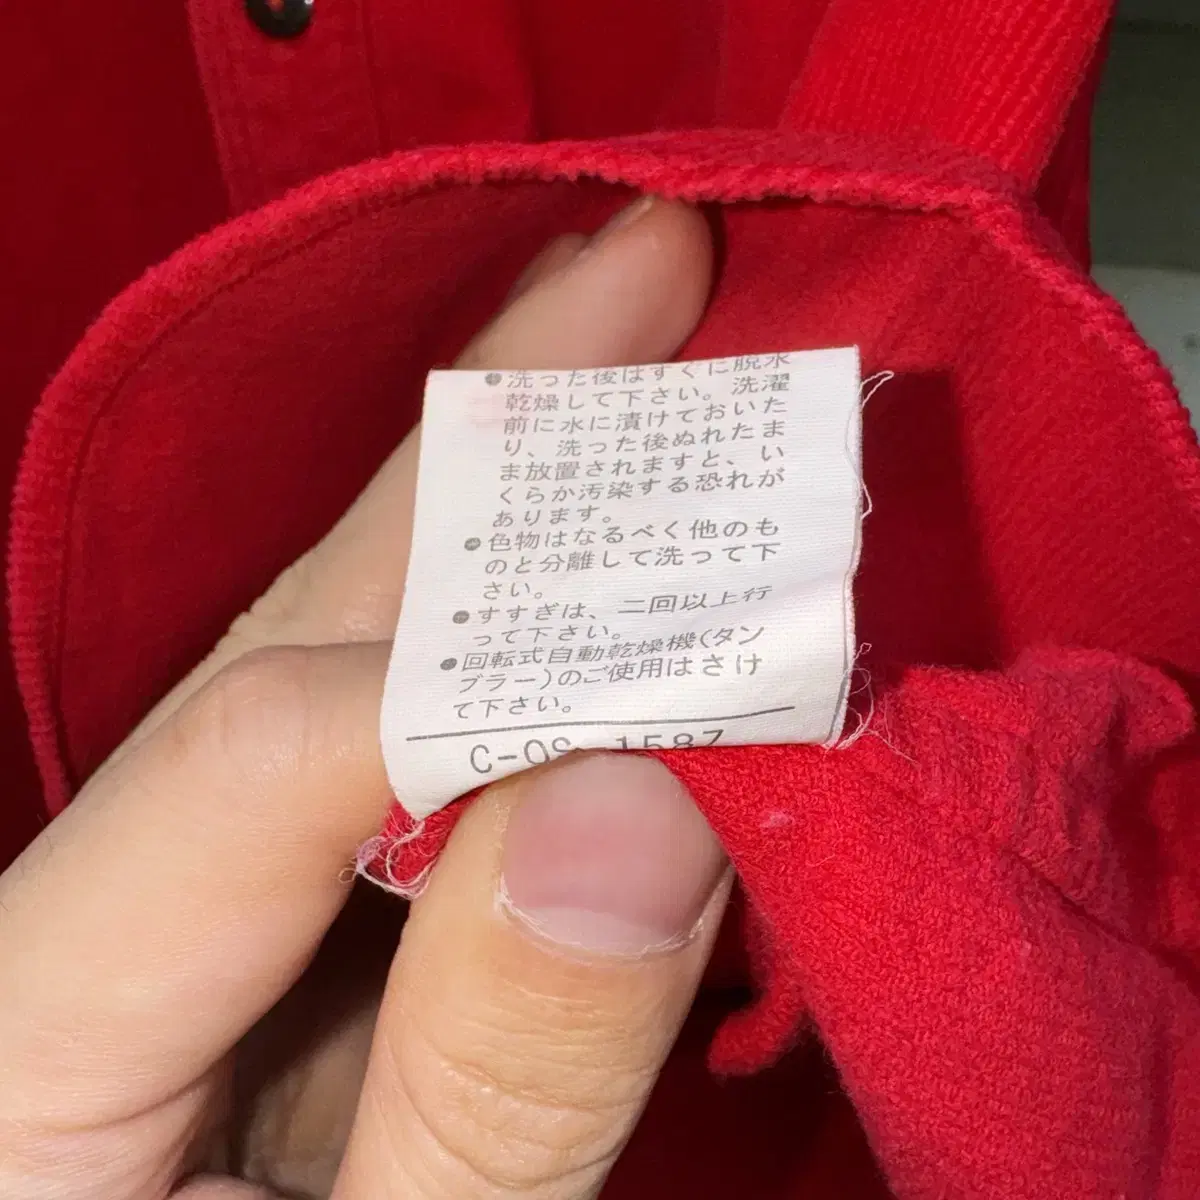 ●洗った後はすぐに脱水
乾燥して下さい。洗濯
前に水に漬けておいた
り、洗った後ぬれたま
ま放置されますと、い
くらか汚染する恐れが
あります。
●色物はなるべく他のも
のと分離して洗って下
さい。
●すすぎは、二回以上行
って下さい。
●回転式自動乾燥機(タン
ブラー)のご使用はさけ
て下さい。
C-OS-1587